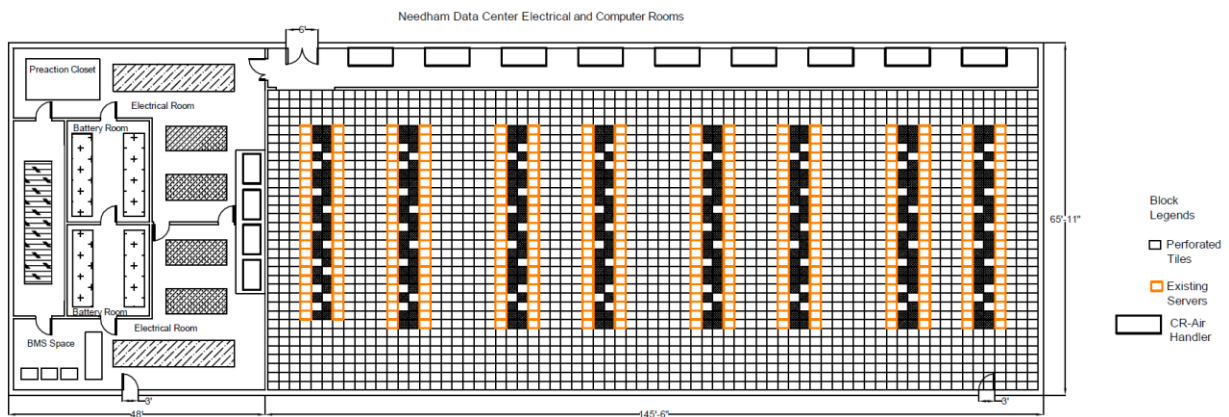 Needham Data Center Electrical and Computer Rooms
6'
Preaction Closet
Electrical Room
Battery Room
Battery Room
Electrical Room
BMS Space
3'
48'
145'-6"
3'
65'-11"
Block
Legends
Perforated
Tiles
Existing
Servers
CR-Air
Handler